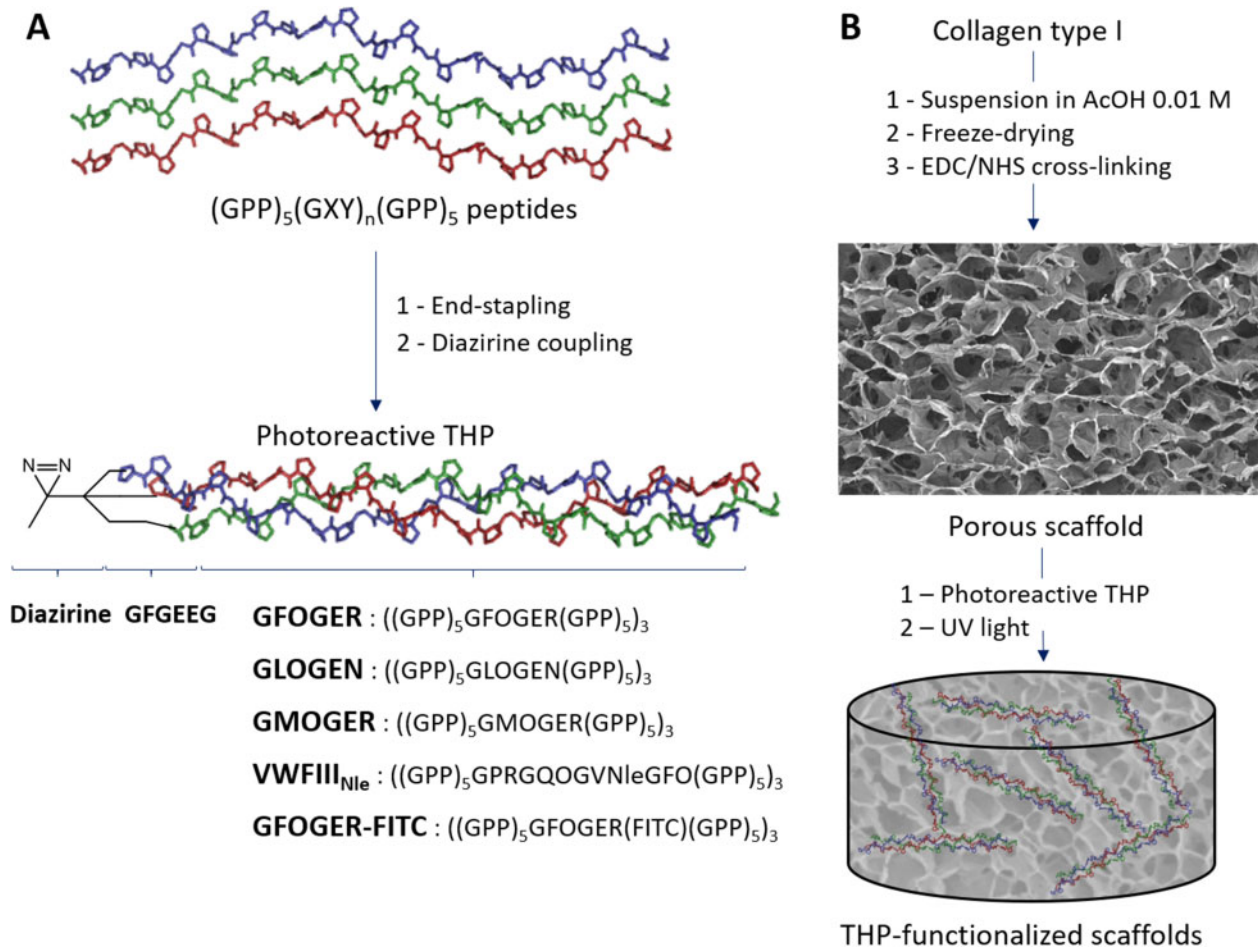 A
(GPP)5(GXY)n(GPP)5 peptides
1 - End-stapling
2 - Diazirine coupling
Photoreactive THP
N=N
Diazirine GFGEEG
GFOGER : ((GPP)5GFOGER(GPP)5)3
GLOGEN : ((GPP)5GLOGEN(GPP)5)3
GMOGER : ((GPP)5GMOGER(GPP)5)3
VWFIIINle : ((GPP)5GPRGQOGVNleGFO(GPP)5)3
GFOGER-FITC : ((GPP)5GFOGER(FITC)(GPP)5)3
B
Collagen type I
1 - Suspension in AcOH 0.01 M
2 - Freeze-drying
3 - EDC/NHS cross-linking
Porous scaffold
1 – Photoreactive THP
2 – UV light
THP-functionalized scaffolds